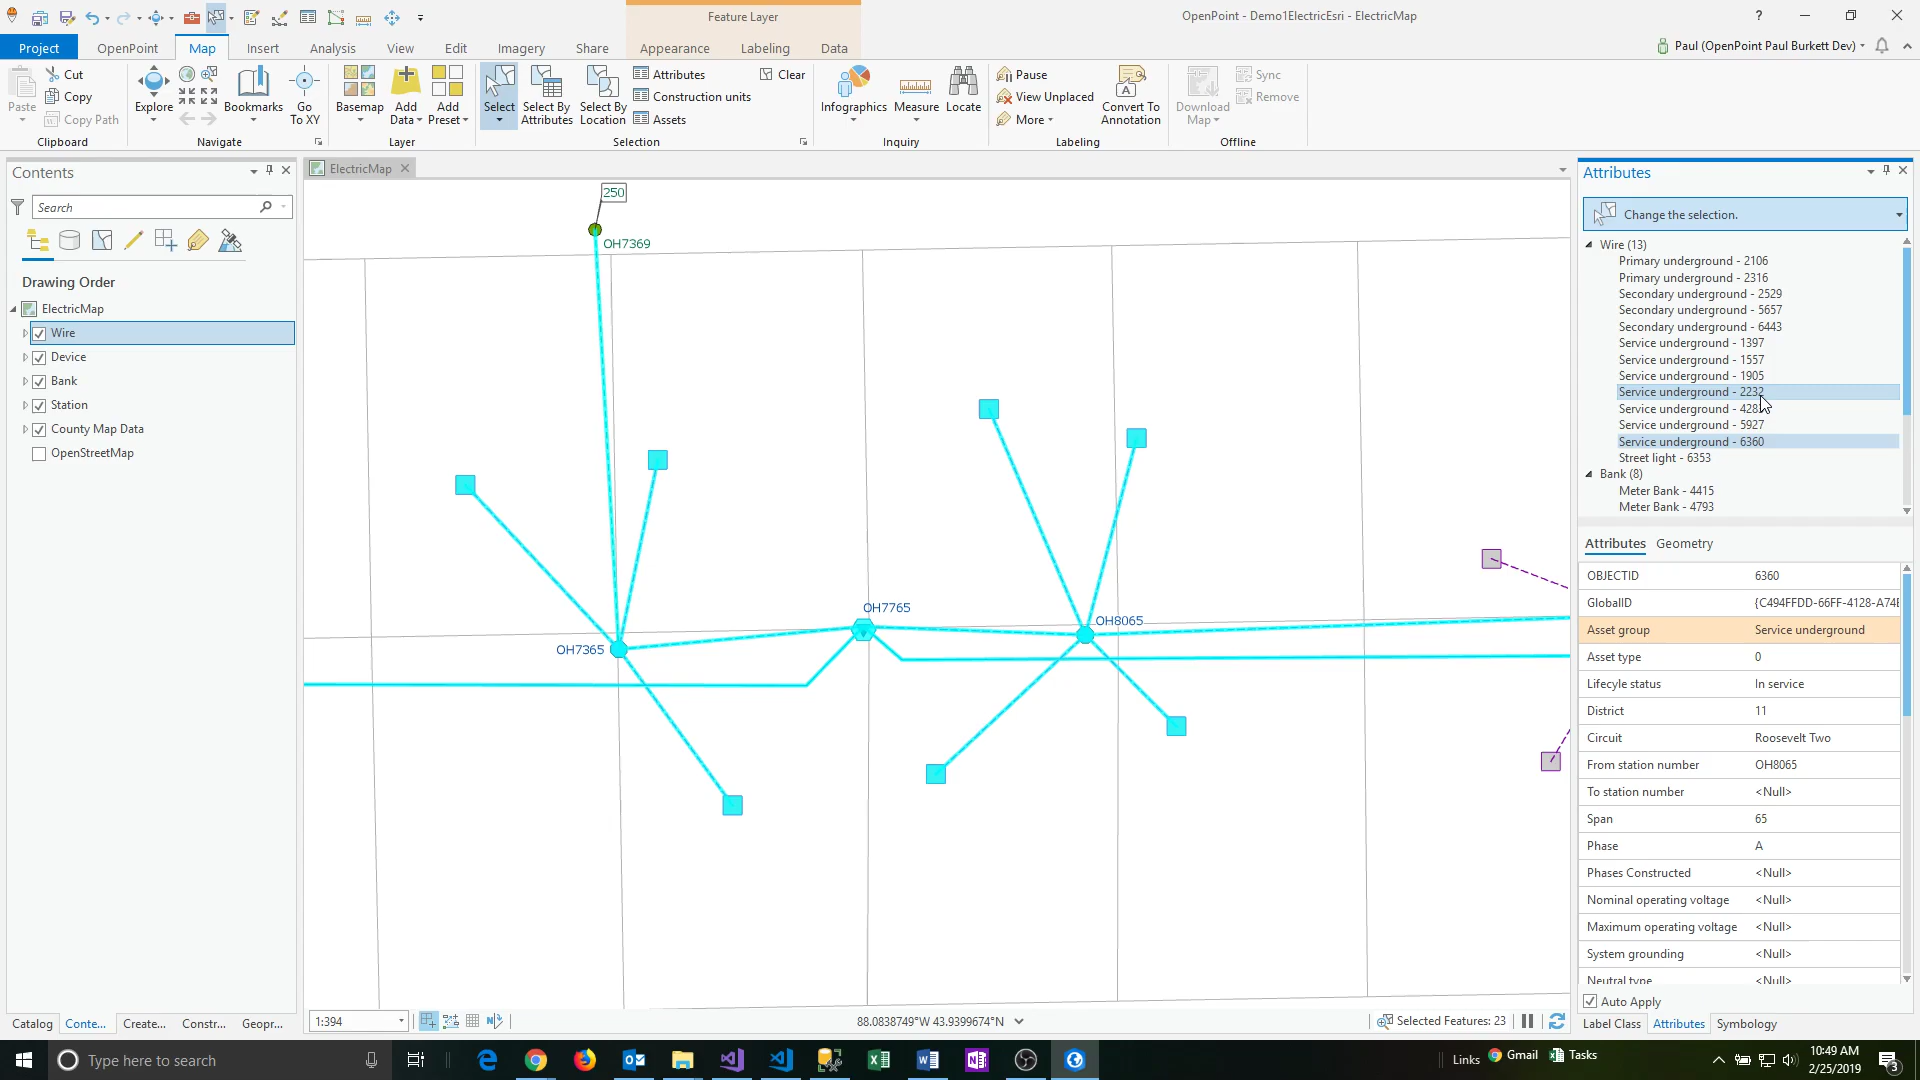 Feature Layer
OpenPoint - Demo1ElectricEsri - ElectricMap
?
Project
OpenPoint
Map
Insert
Analysis
View
Edit
Imagery
Share
Appearance
Labeling
Data
Paul (OpenPoint Paul Burkett Dev)
Paste
Cut
Copy
Copy Path
Clipboard
Explore
Bookmarks
Go
To XY
Navigate
Basemap
Add
Data
Add
Preset
Layer
Select
Select By
Attributes
Select By
Location
Attributes
Construction units
Assets
Clear
Selection
Infographics
Measure
Locate
Inquiry
Pause
View Unplaced
More
Convert To
Annotation
Labeling
Download
Map
Sync
Remove
Offline
Contents
Search
Drawing Order
ElectricMap
Wire
Device
Bank
Station
County Map Data
OpenStreetMap
Catalog
Conte...
Create...
Constr...
Geopr...
ElectricMap
250
OH7369
OH7765
OH8065
OH7365
1:394
88.0838749°W 43.9399674°N
Selected Features: 23
Attributes
Change the selection.
Wire (13)
Primary underground - 2106
Primary underground - 2316
Secondary underground - 2529
Secondary underground - 5657
Secondary underground - 6443
Service underground - 1397
Service underground - 1557
Service underground - 1905
Service underground - 2232
Service underground -
Service underground - 5927
Service underground - 6360
Street light - 6353
Bank (8)
Meter Bank - 4415
Meter Bank - 4793
Attributes
Geometry
OBJECTID 6360
GlobalID {C494FFDD-66FF-4128-A74E
Asset group Service underground
Asset type 0
Lifecyle status In service
District 11
Circuit Roosevelt Two
From station number OH8065
To station number <Null>
Span 65
Phase A
Phases Constructed <Null>
Nominal operating voltage <Null>
Maximum operating voltage <Null>
System grounding <Null>
Neutral type <Null>
Auto Apply
Label Class
Attributes
Symbology
Type here to search
Links
Gmail
Tasks
10:49 AM
2/25/2019
3